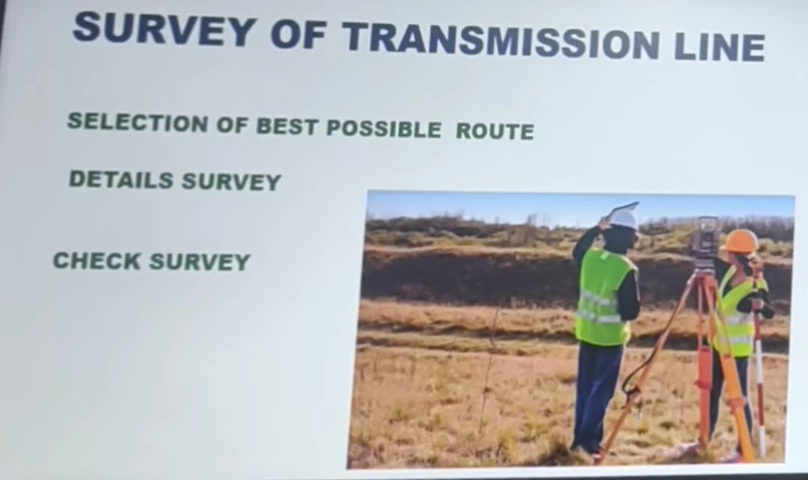 SURVEY OF TRANSMISSION LINE
SELECTION OF BEST POSSIBLE ROUTE
DETAILS SURVEY
CHECK SURVEY